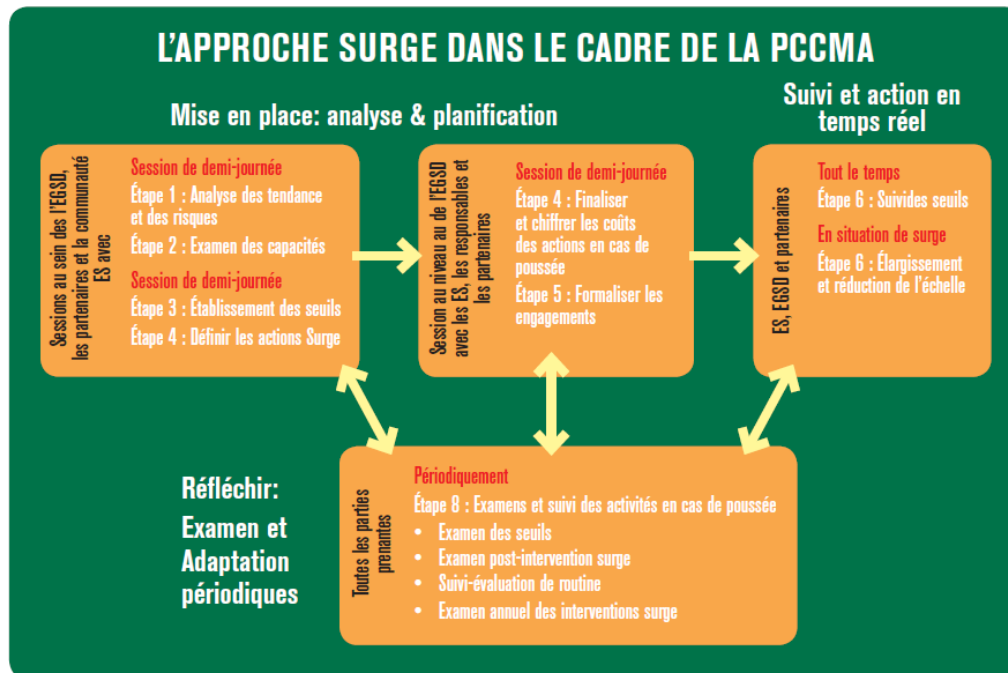 L'APPROCHE SURGE DANS LE CADRE DE LA PCCMA
Mise en place: analyse & planification
Suivi et action en
temps réel
Sessions au sein des l'EGSD,
les partenaires et la communauté
ES avec
Session de demi-journée
Étape 1 : Analyse des tendance
et des risques
Étape 2 : Examen des capacités
Session de demi-journée
Étape 3 : Établissement des seuils
Étape 4 : Définir les actions Surge
Session au niveau au de l'EGSD
avec les ES, les responsables et
les partenaires
Session de demi-journée
Étape 4 : Finaliser
et chiffrer les coûts
des actions en cas de
poussée
Étape 5 : Formaliser les
engagements
ES, EGSD et partenaires
Tout le temps
Étape 6 : Suivides seuils
En situation de surge
Étape 6 : Élargissement
et réduction de l'échelle
Réfléchir:
Examen et
Adaptation
périodiques
Toutes les parties
prenantes
Périodiquement
Étape 8 : Examens et suivi des activités en cas de poussée
• Examen des seuils
• Examen post-intervention surge
• Suivi-évaluation de routine
• Examen annuel des interventions surge